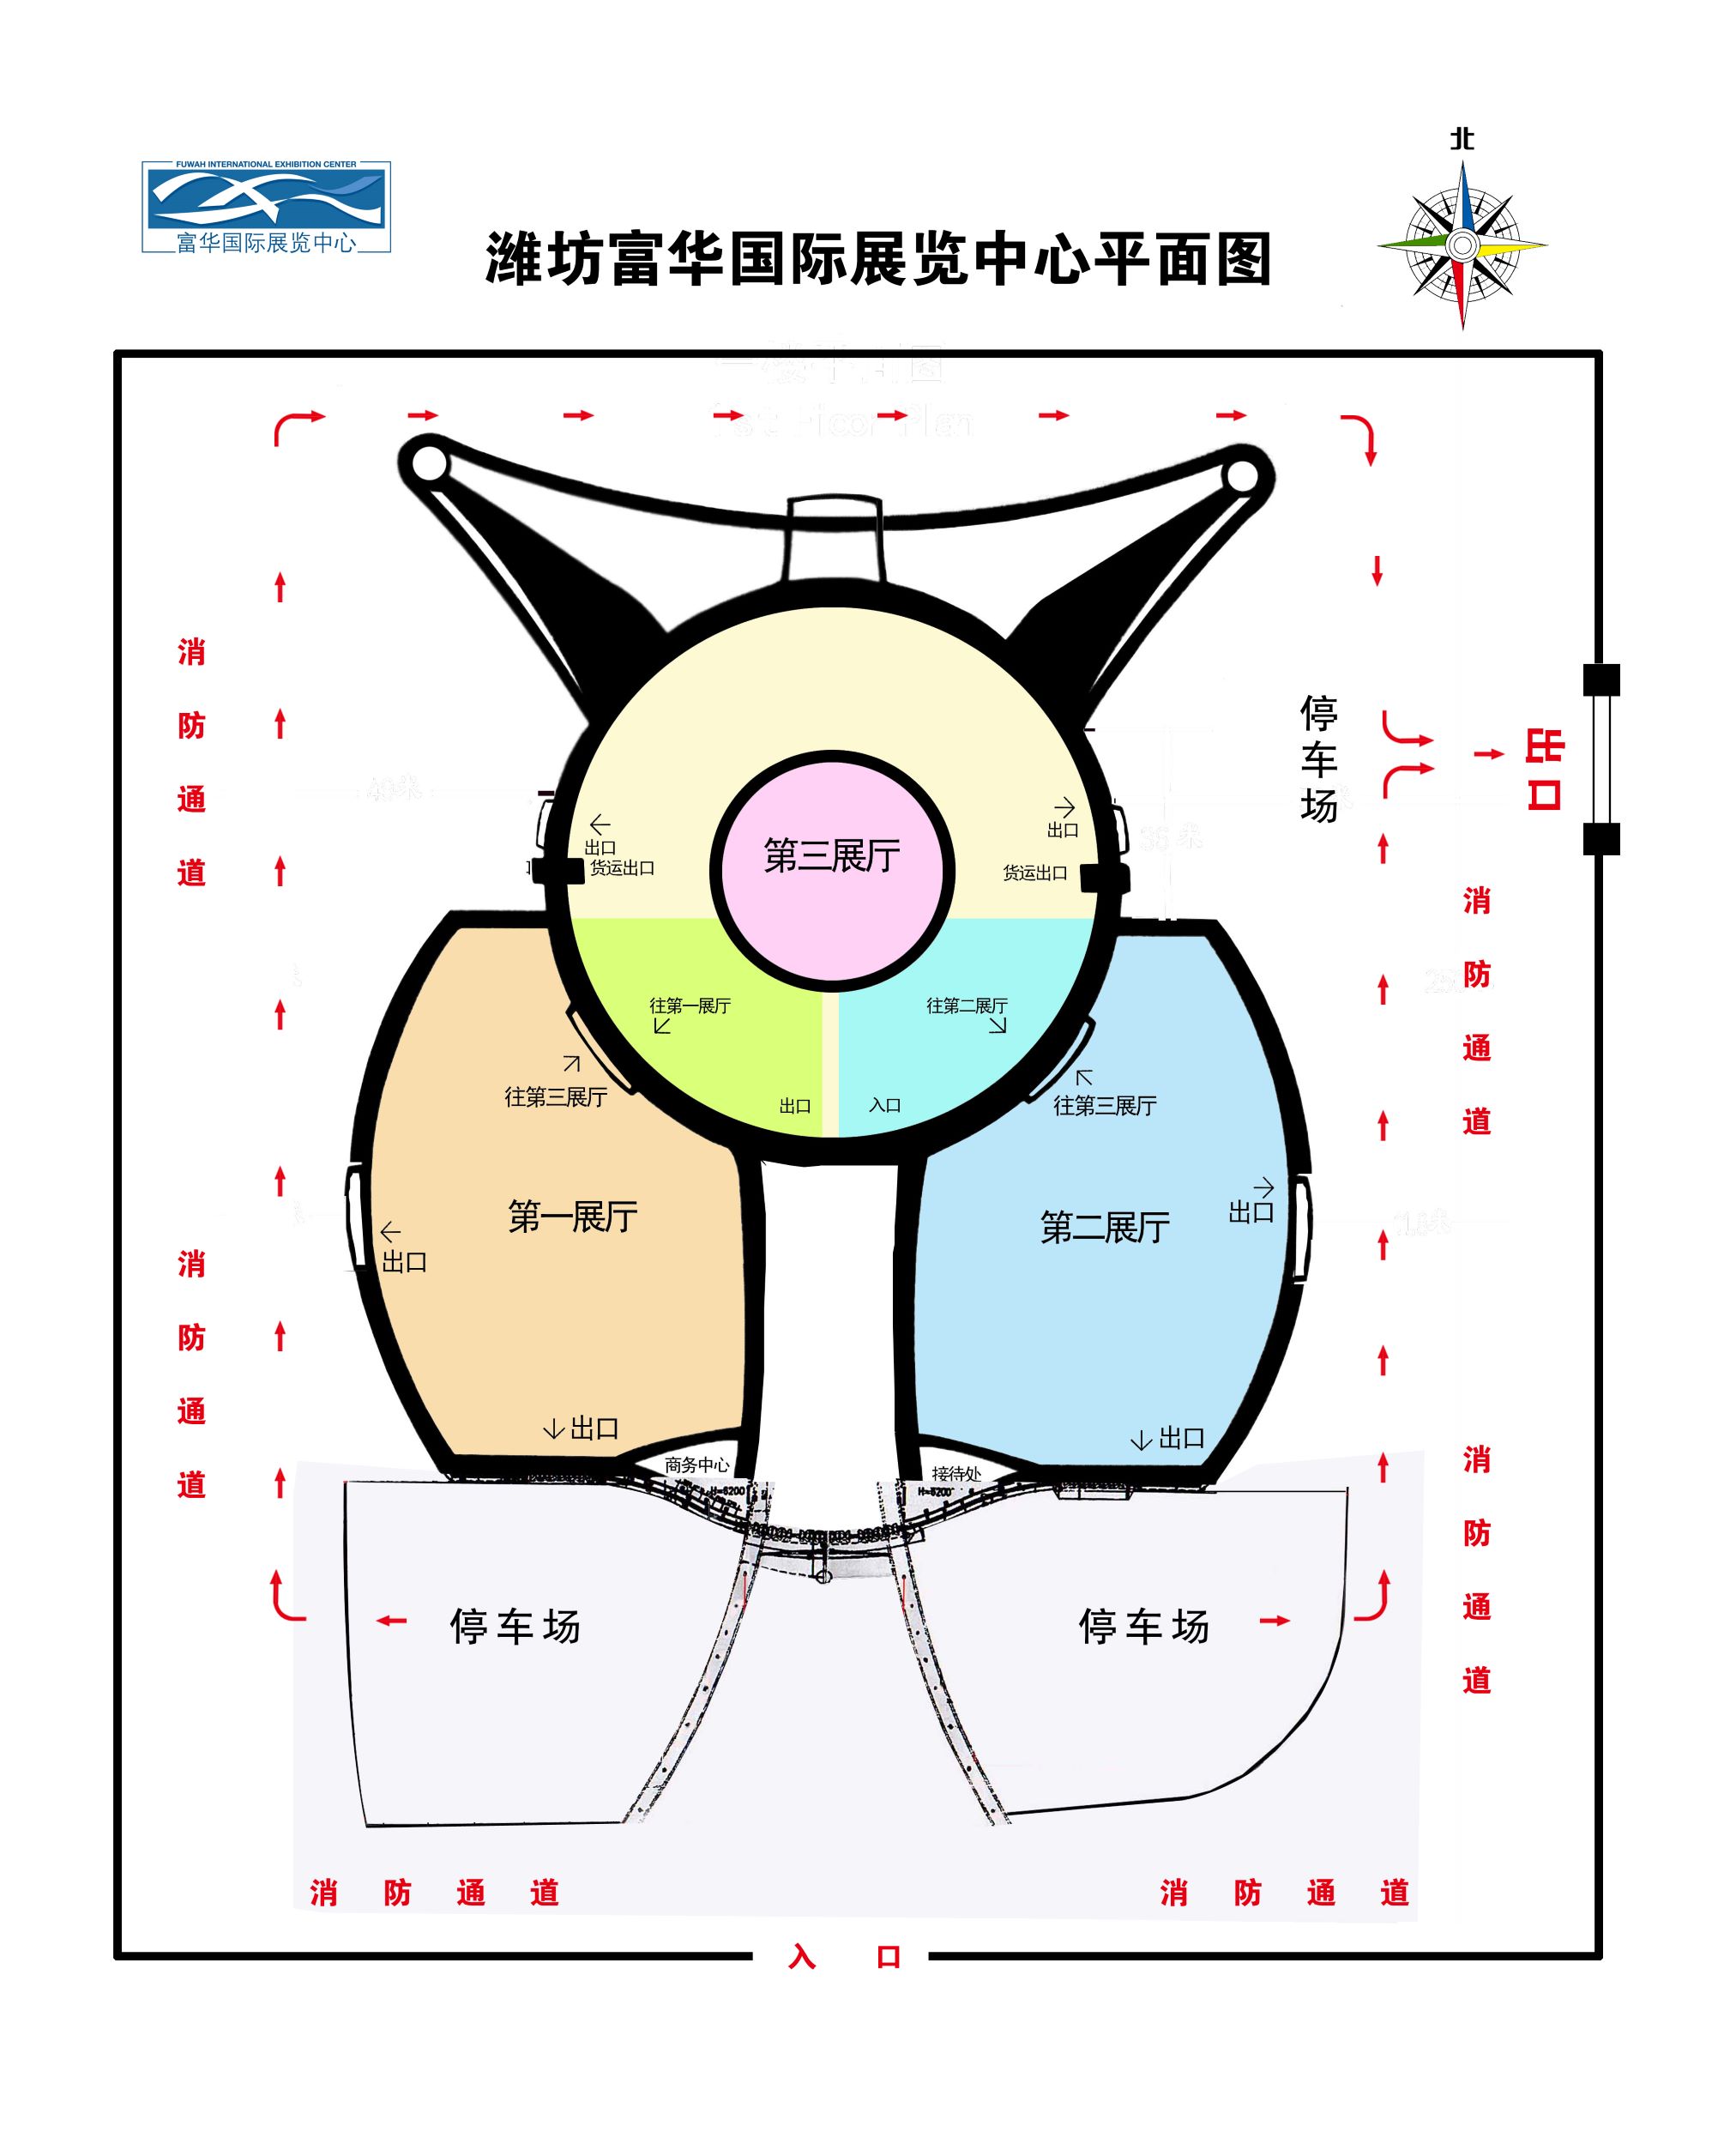 北
FUWAH INTERNATIONAL EXHIBITION CENTER
富华国际展览中心
潍坊富华国际展览中心平面图
消防通道
停车场
出口
第三展厅
出口
货运出口
出口
货运出口
消防通道
往第一展厅
往第二展厅
往第三展厅
往第三展厅
出口
入口
第一展厅
第二展厅
出口
出口
消防通道
出口
出口
商务中心
接待处
H=6200
H=6200
消防通道
停车场
停车场
消防通道
消防通道
入口